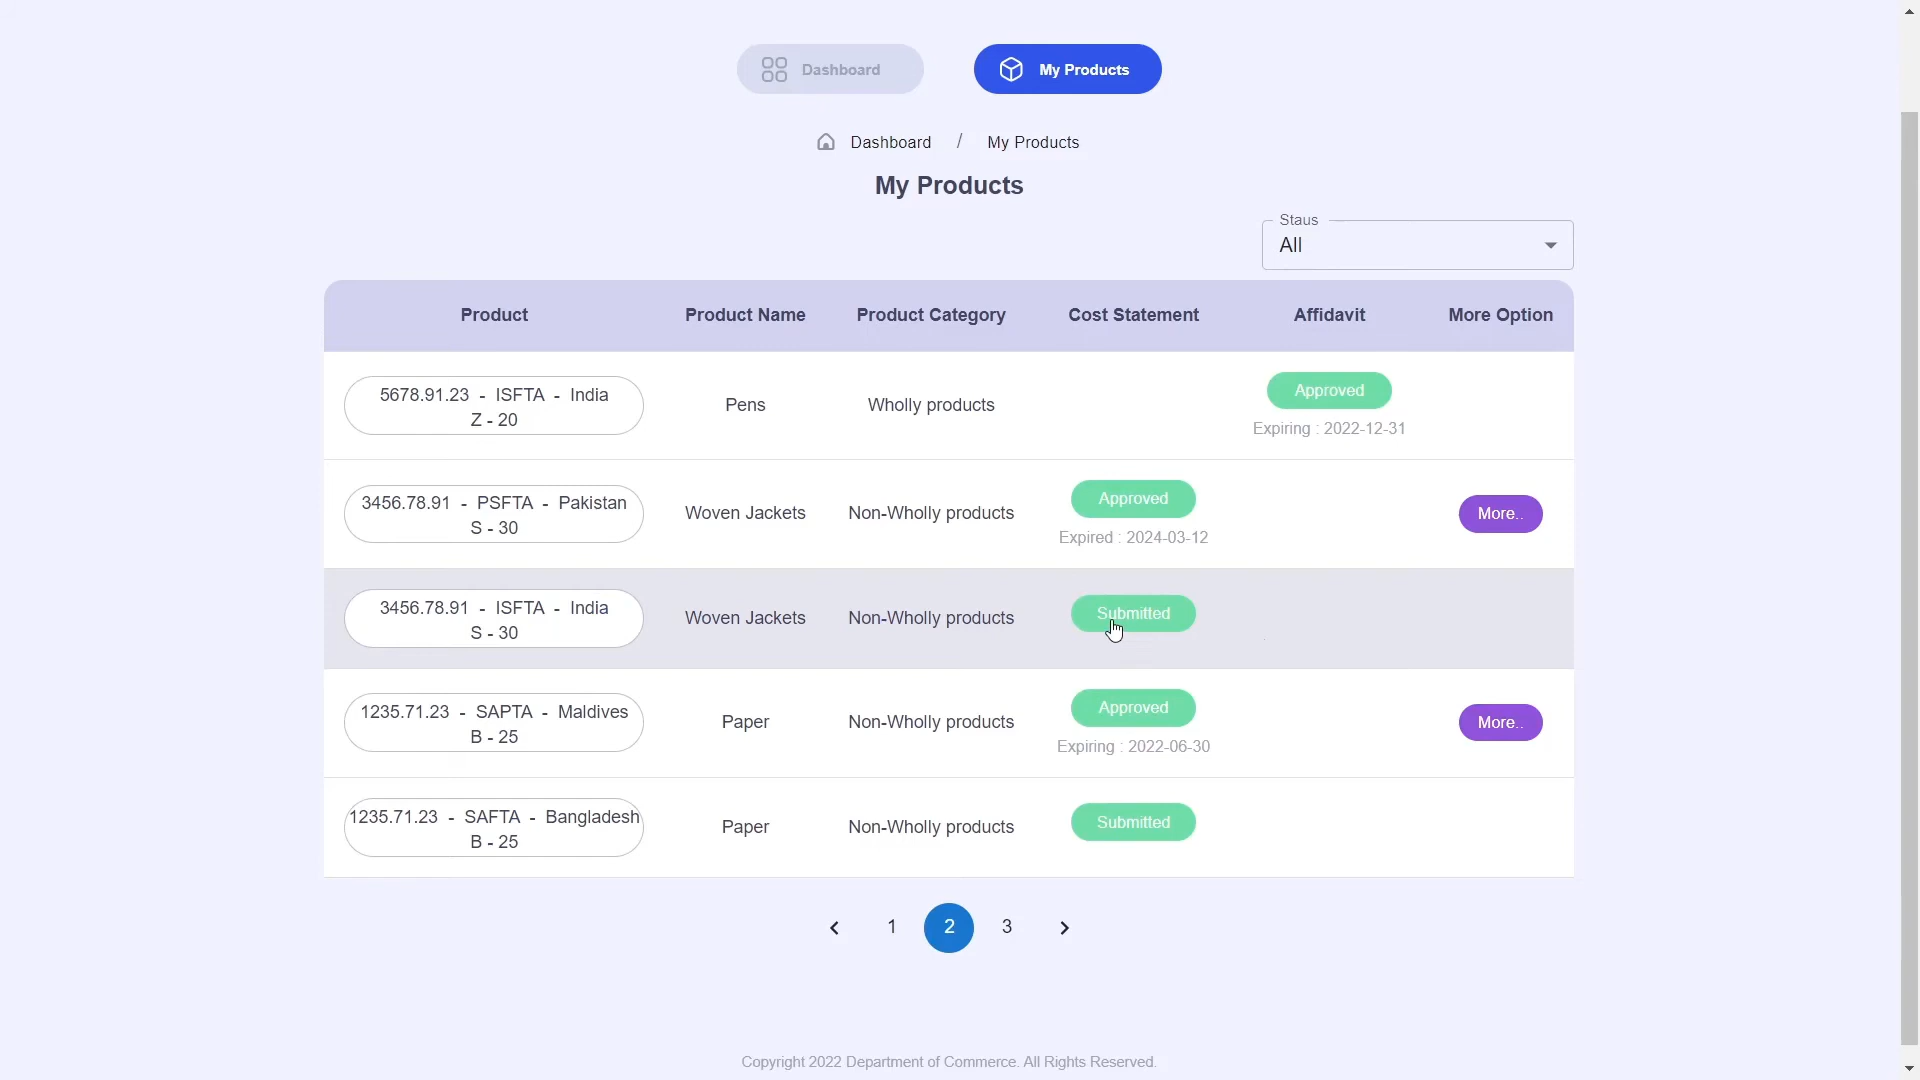 Dashboard
My Products
Dashboard / My Products
My Products
Staus
All
Product Product Name Product Category Cost Statement Affidavit More Option
5678.91.23 - ISFTA - India
Z - 20
Pens
Wholly products
Approved
Expiring : 2022-12-31
3456.78.91 - PSFTA - Pakistan
S - 30
Woven Jackets
Non-Wholly products
Approved
Expired : 2024-03-12
More..
3456.78.91 - ISFTA - India
S - 30
Woven Jackets
Non-Wholly products
Submitted
1235.71.23 - SAPTA - Maldives
B - 25
Paper
Non-Wholly products
Approved
Expiring : 2022-06-30
More..
1235.71.23 - SAFTA - Bangladesh
B - 25
Paper
Non-Wholly products
Submitted
1 2 3
Copyright 2022 Department of Commerce. All Rights Reserved.